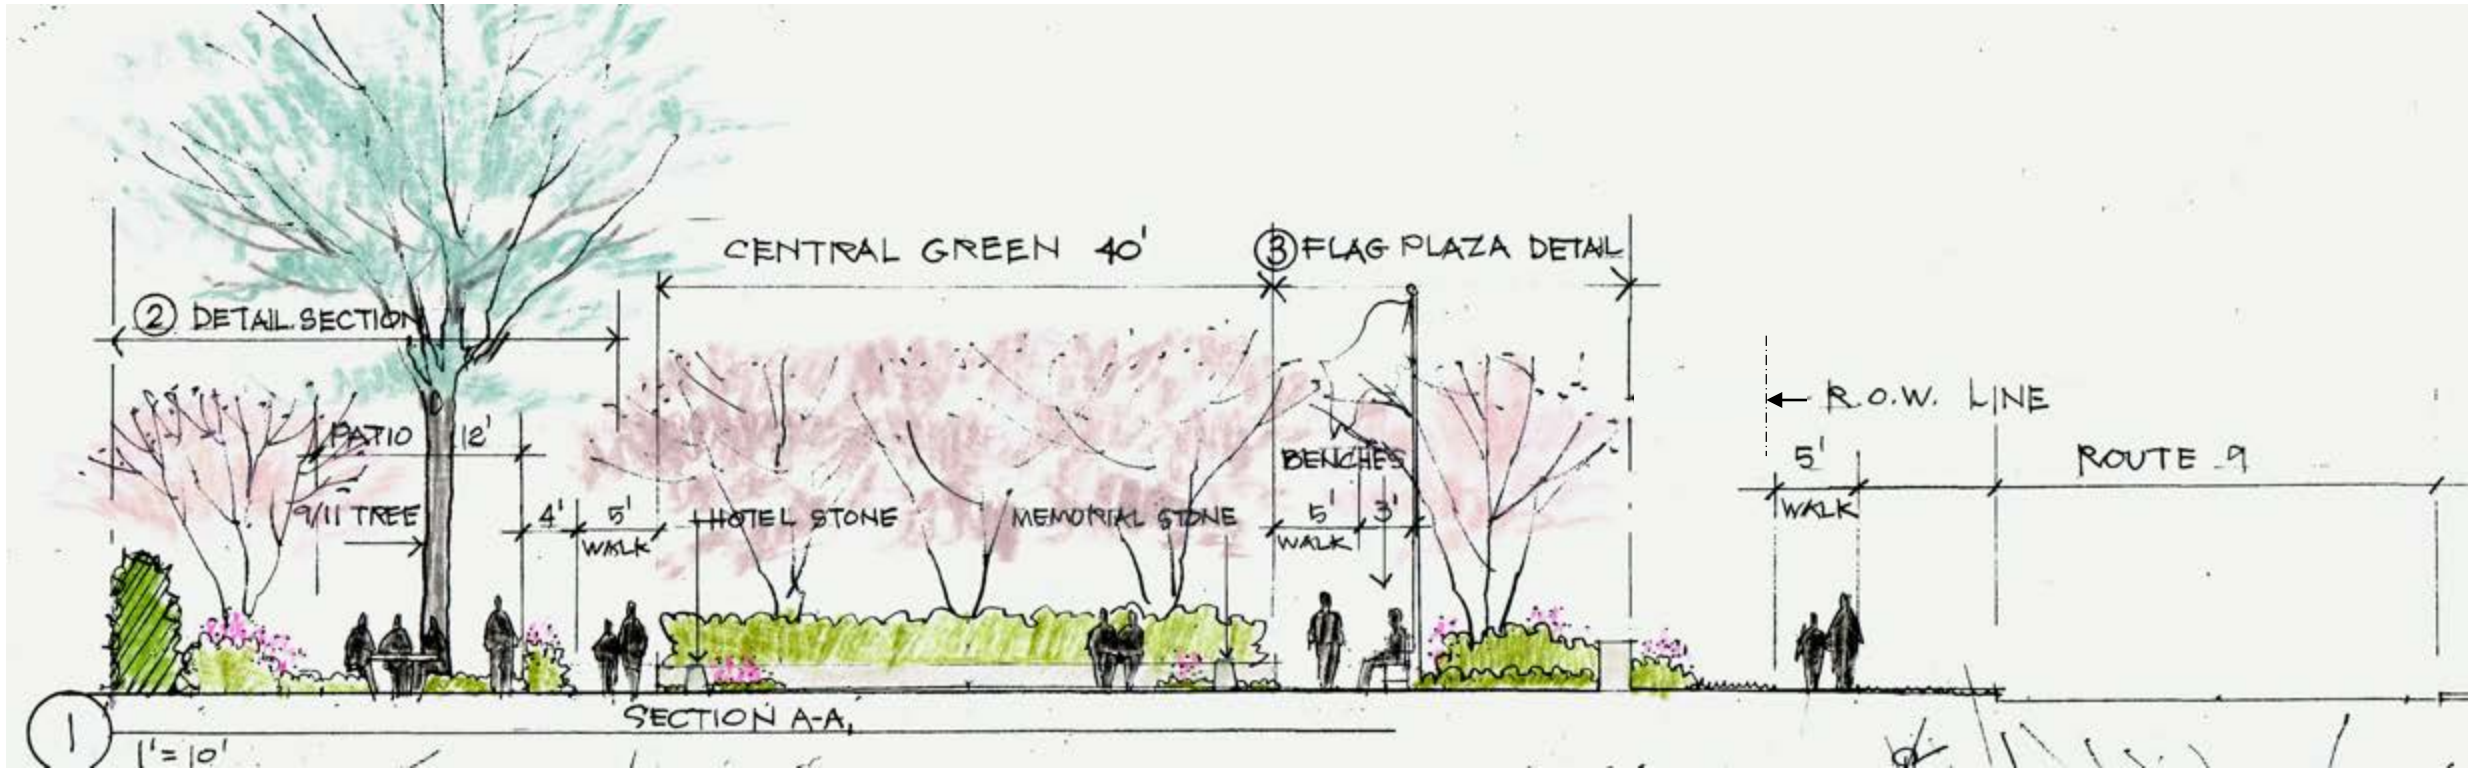 CENTRAL GREEN 40'
3 FLAG PLAZA DETAIL
2 DETAIL SECTION
R.O.W. LINE
PATIO 12'
BENCHES
5'
WALK
ROUTE 9
9/11 TREE
4'
5'
WALK
HOTEL STONE
MEMORIAL STONE
5'
WALK
3'
1
SECTION A-A,
1'=10'